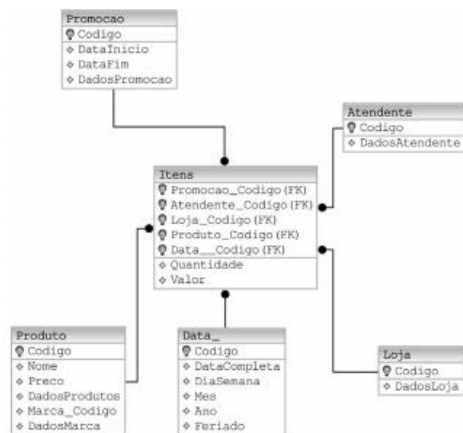 Promocao
Codigo
DataInicio
DataFim
DadosPromocao
Atendente
Codigo
DadosAtendente
Itens
Promocao_Codigo (FK)
Atendente_Codigo (FK)
Loja_Codigo (FK)
Produto_Codigo (FK)
Data__Codigo (FK)
Quantidade
Valor
Produto
Codigo
Nome
Preco
DadosProdutos
Marca_Codigo
DadosMarca
Data_
Codigo
DataCompleta
DiaSemana
Mes
Ano
Feriado
Loja
Codigo
DadosLoja